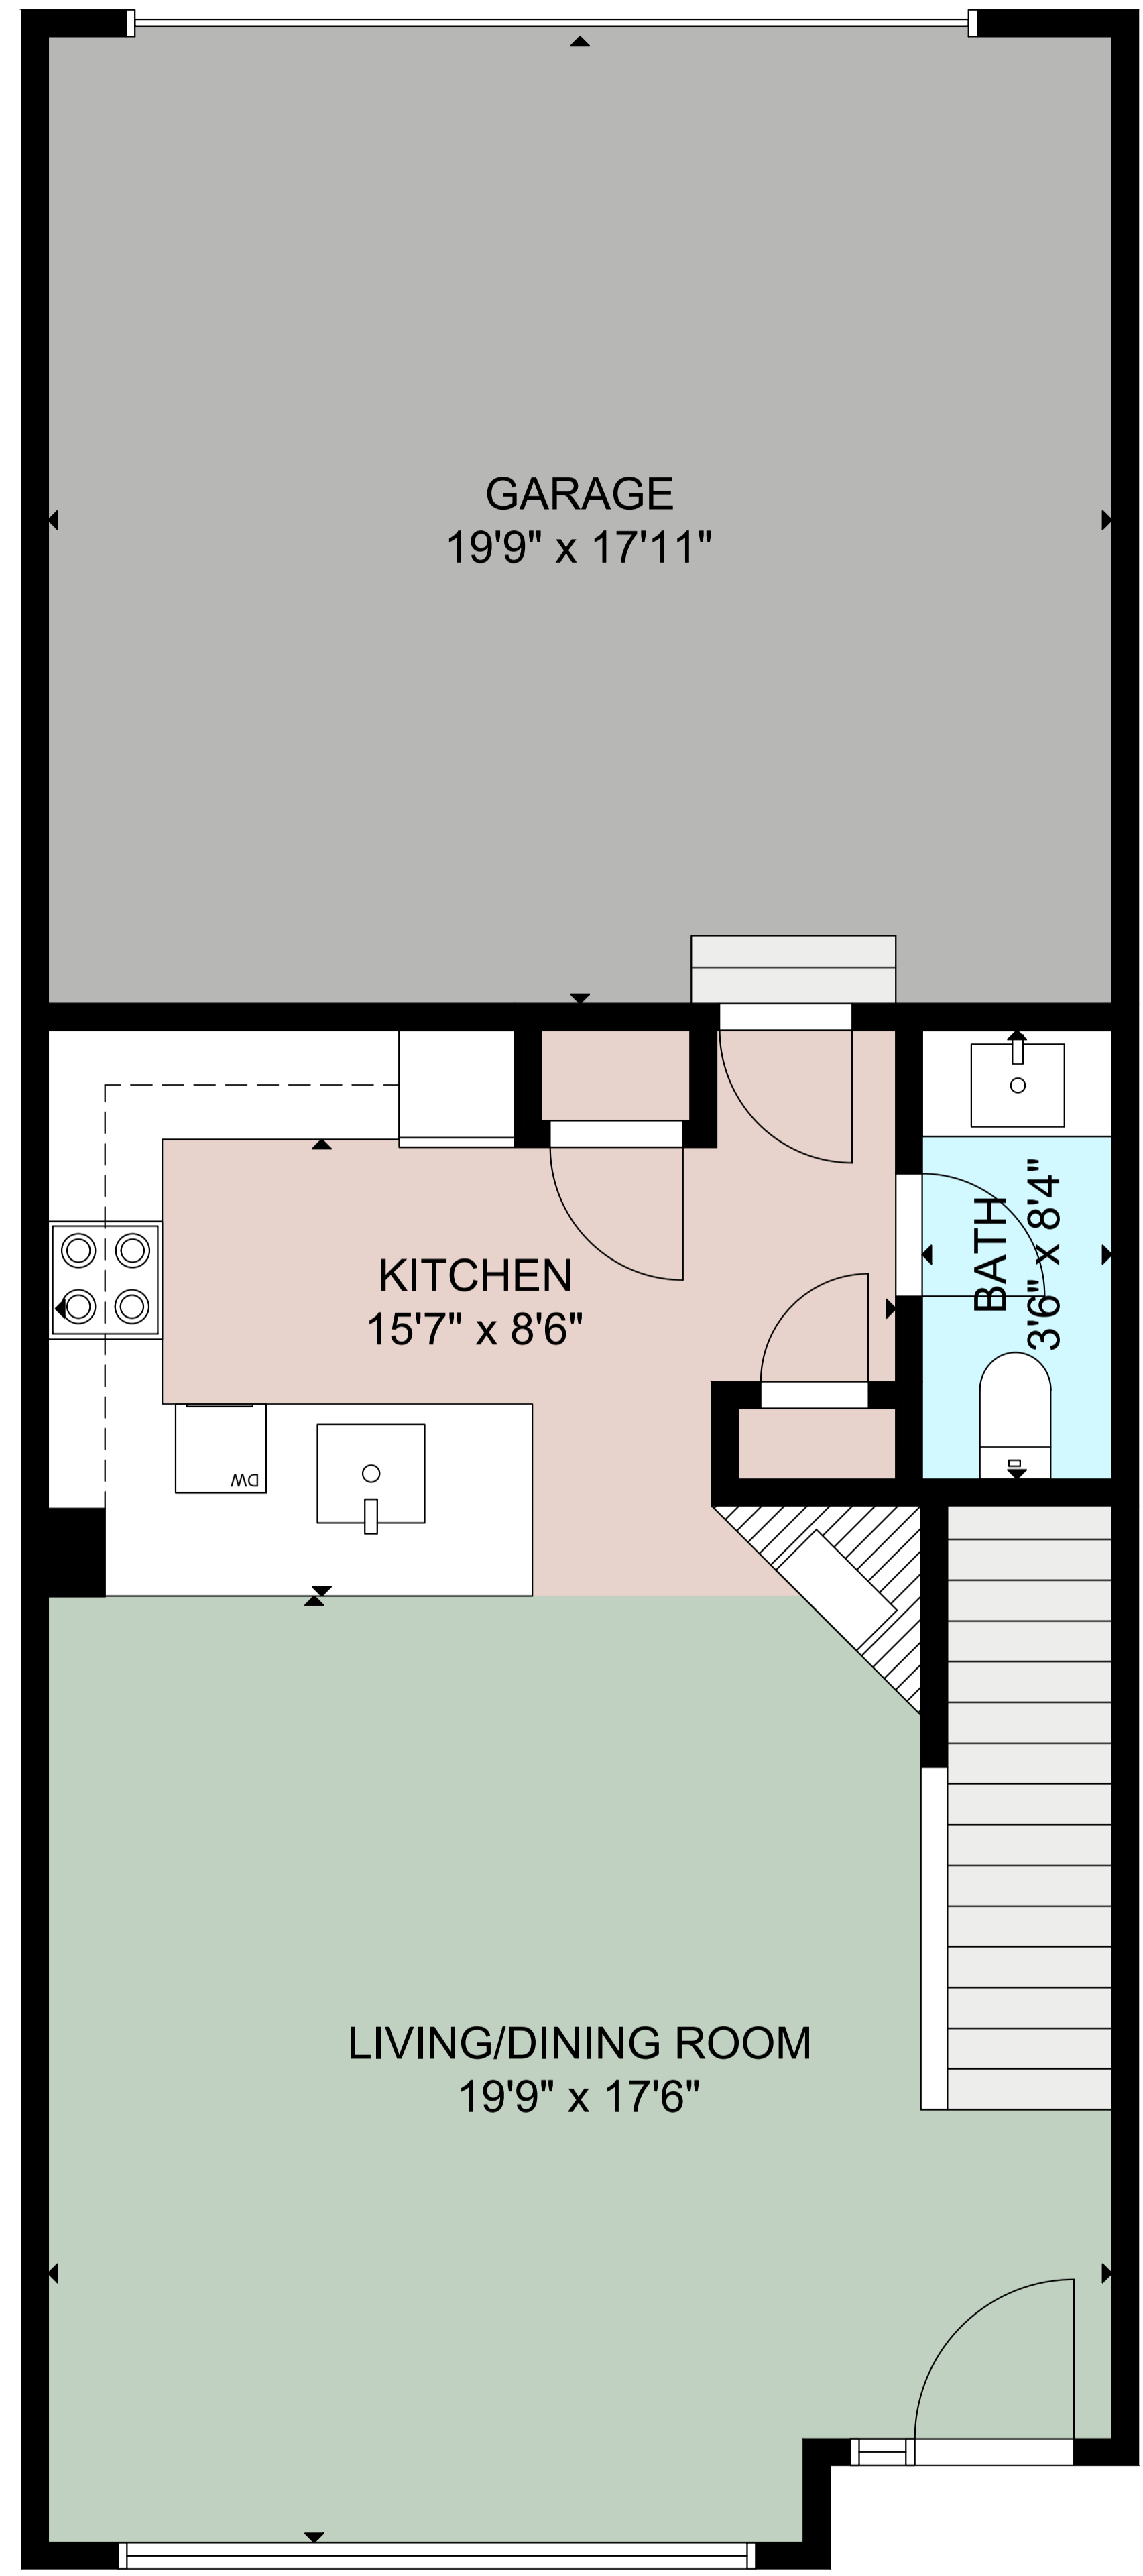 GARAGE
19'9" x 17'11"
KITCHEN
15'7" x 8'6"
BATH
3'6" x 8'4"
DW
LIVING/DINING ROOM
19'9" x 17'6"